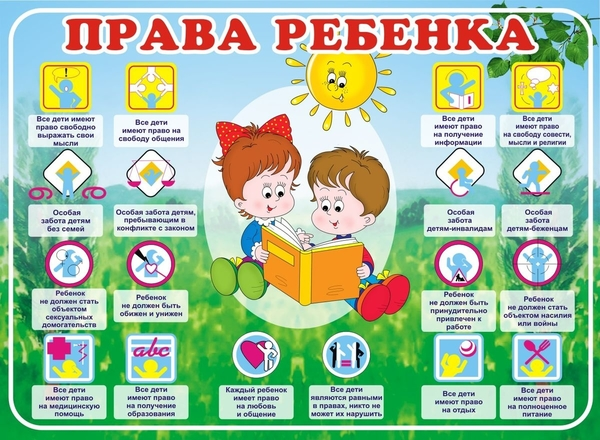 ПРАВА РЕБЕНКА
Все дети имеют
право свободно
выражать свои
мысли
Все дети
имеют право на
свободу общения
Все дети
имеют право
на получение
информации
Все дети имеют
право на
свободу совести,
мысли и религии
Особая
забота детям
без семей
Особая забота детям,
пребывающим в
конфликте с законом
Особая
забота
детям-инвалидам
Особая
забота
детям-беженцам
Ребенок
не должен стать
объектом
сексуальных
домогательств
Ребенок
не должен быть
обижен и унижен
Ребенок
не должен быть
принудительно
привлечен к
работе
Ребенок
не должен стать
объектом насилия
или войны
abc
Все дети
имеют право
на медицинскую
помощь
Все дети
имеют право
на получение
образования
Каждый ребенок
имеет право
на любовь
и общение
Все дети
являются равными
в правах, никто не
может их нарушить
Все дети
имеют право
на отдых
Все дети
имеют право
на полноценное
питание